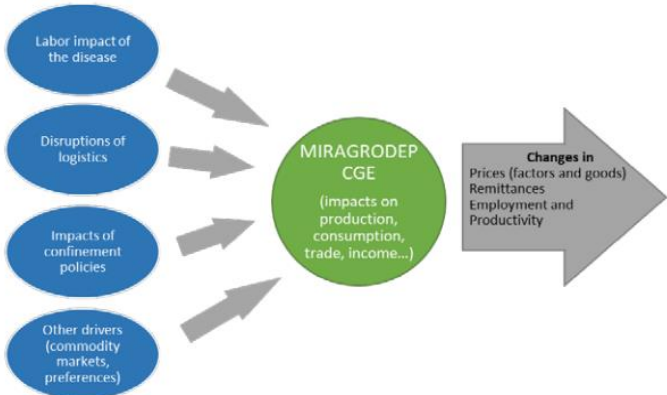 Labor impact of
the disease
Disruptions of
logistics
Impacts of
confinement
policies
Other drivers
(commodity
markets,
preferences)
MIRAGRODEP
CGE
(impacts on
production,
consumption,
trade, income...)
Changes in
Prices (factors and goods)
Remittances
Employment and
Productivity